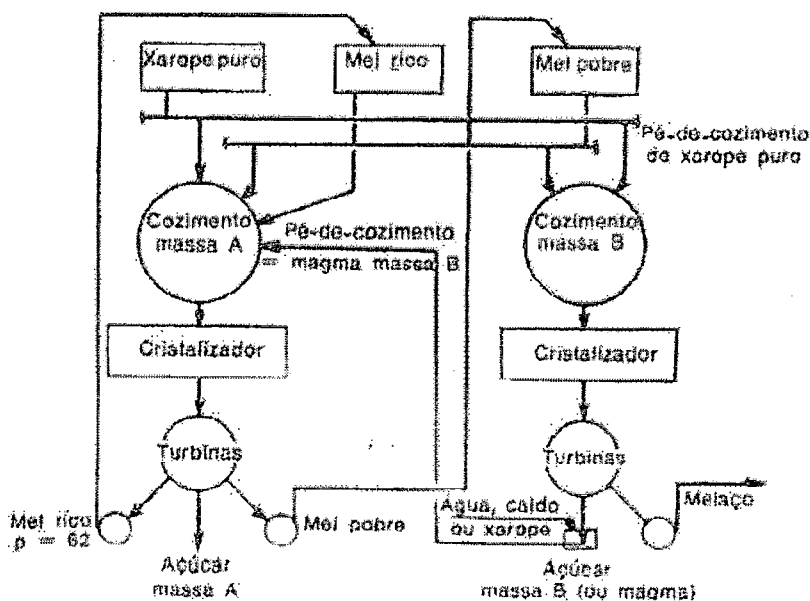 Xarope puro
Mel rico
Mel pobre
Pé-de-cozimento
de xarope puro
Cozimento
massa A
Pé-de-cozimento
= magma massa B
Cozimento
massa B
Cristalizador
Cristalizador
Turbinas
Turbinas
Mel rico
p = 62
Mel pobre
Água, caldo
ou xarope
Melaço
Açúcar
massa A
Açúcar
massa B (ou magma)